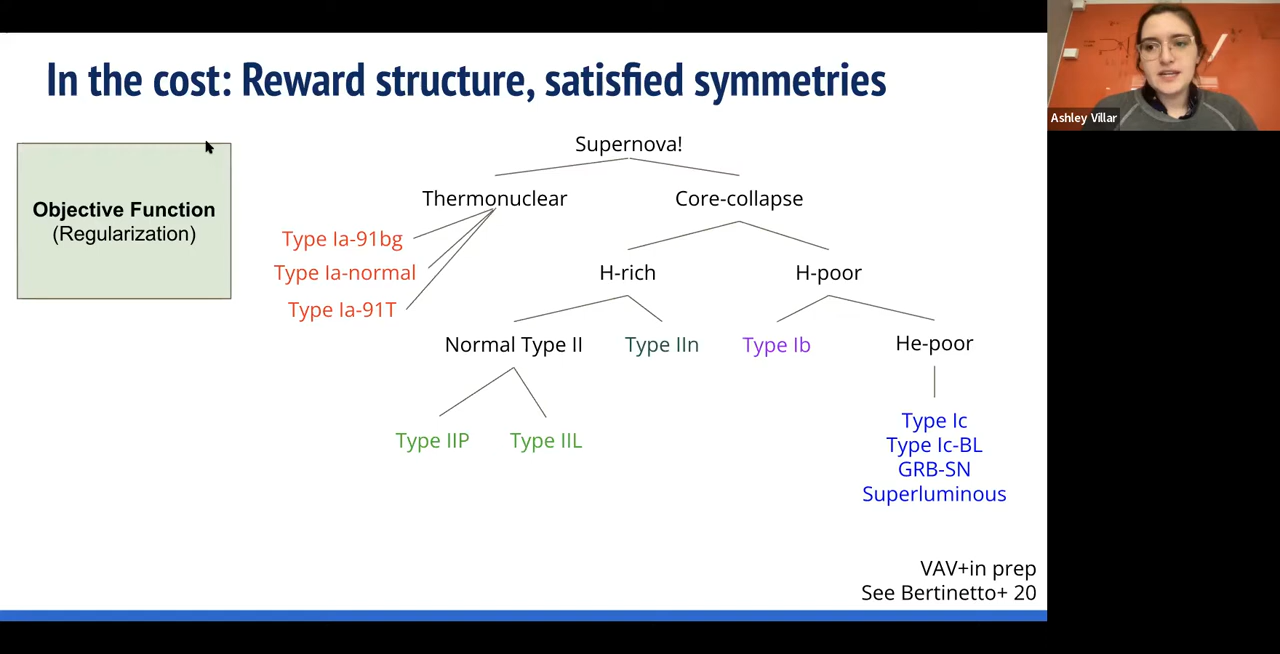 In the cost: Reward structure, satisfied symmetries
Ashley Villar
Objective Function
(Regularization)
Supernova!
Thermonuclear
Core-collapse
Type Ia-91bg
Type Ia-normal
Type Ia-91T
H-rich
H-poor
Normal Type II
Type IIn
Type Ib
He-poor
Type IIP
Type IIL
Type Ic
Type Ic-BL
GRB-SN
Superluminous
VAV+in prep
See Bertinetto+ 20